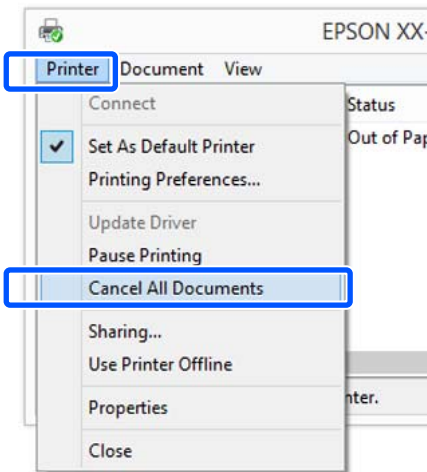 EPSON XX-
Printer Document View
Connect
Status
Set As Default Printer
Out of Pap
Printing Preferences...
Update Driver
Pause Printing
Cancel All Documents
Sharing...
Use Printer Offline
Properties
nter.
Close